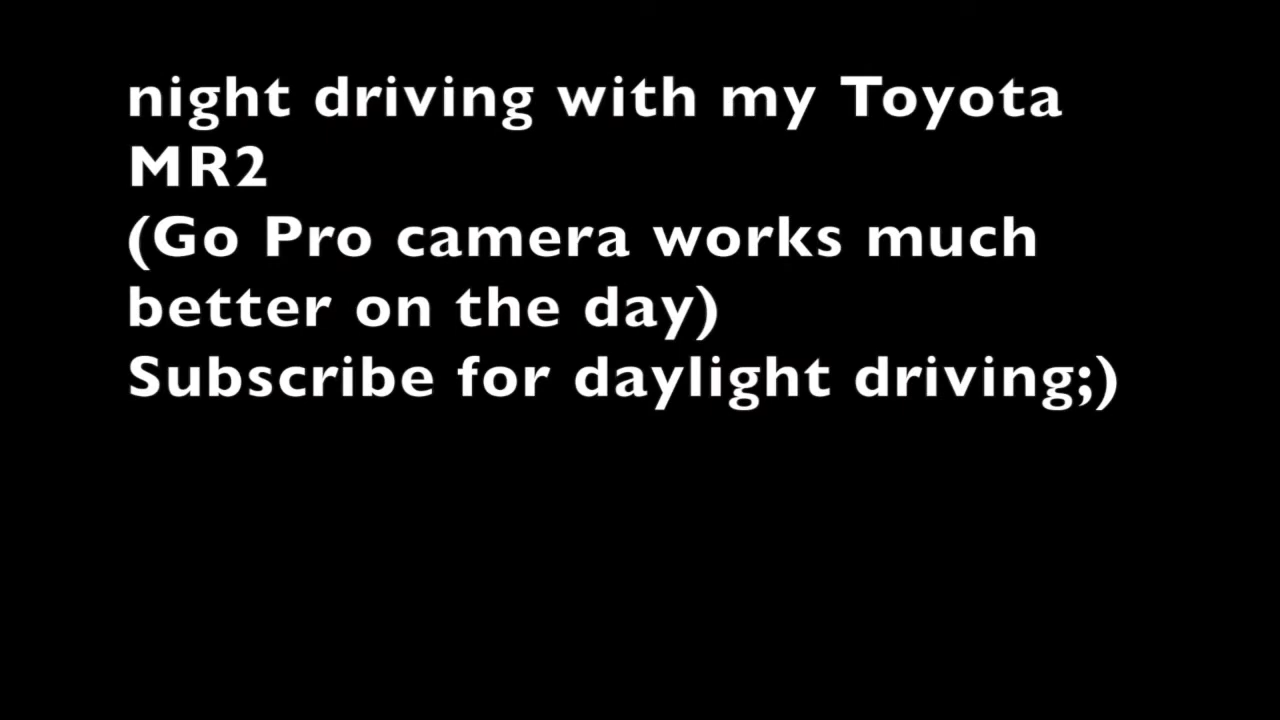 night driving with my Toyota
MR2
(Go Pro camera works much
better on the day)
Subscribe for daylight driving;)